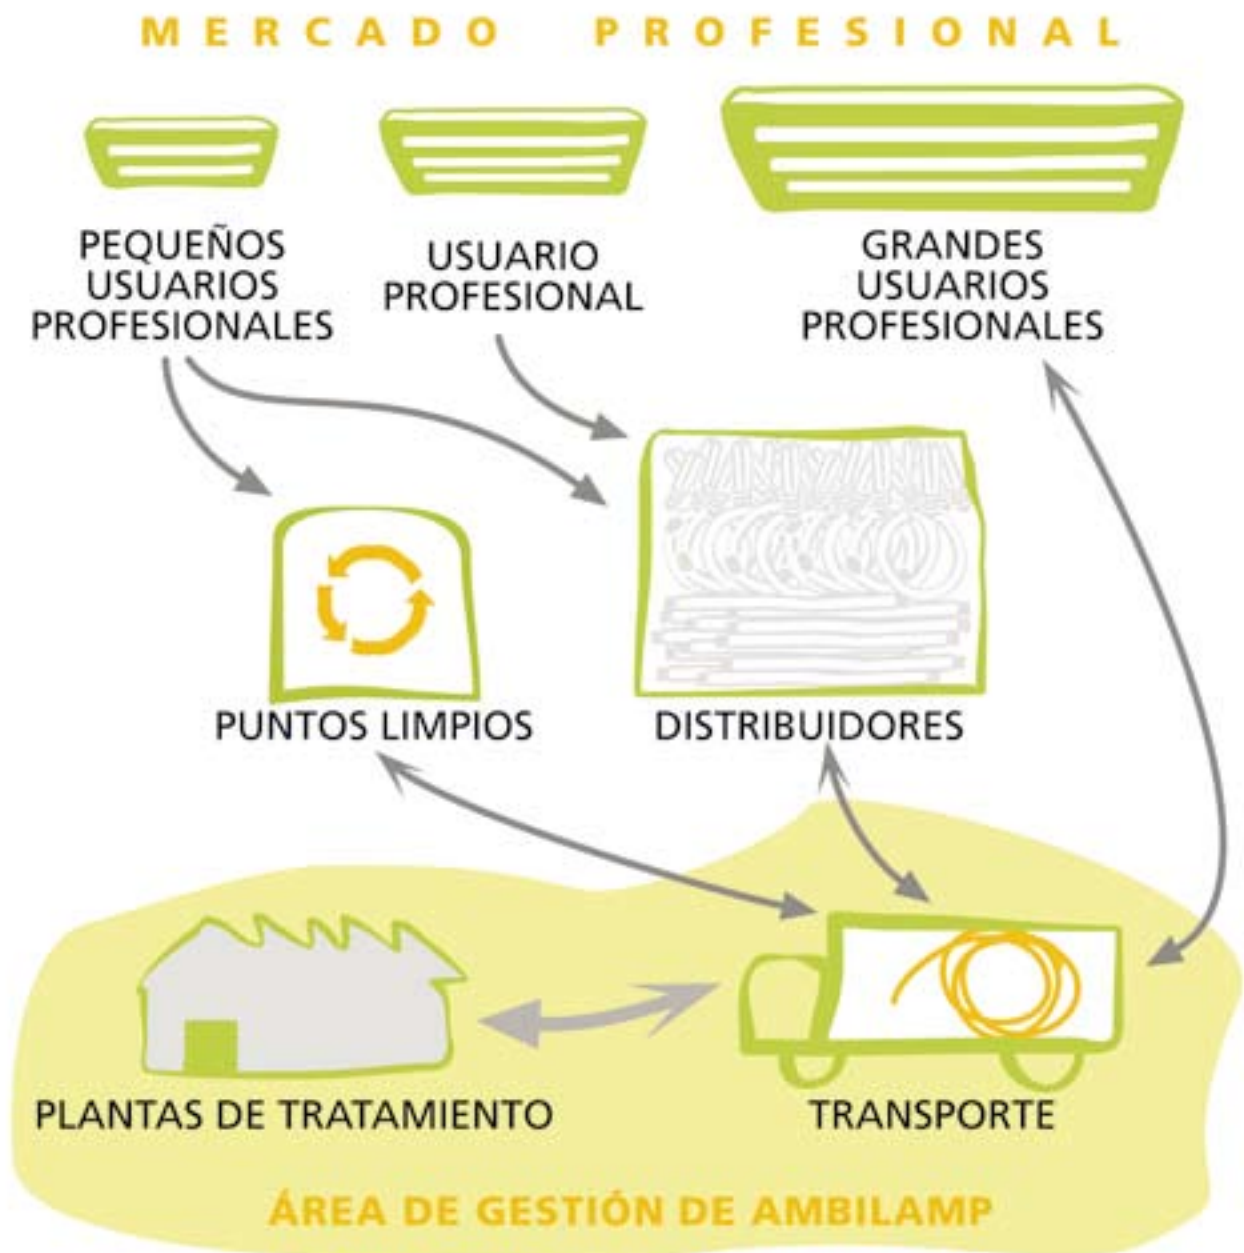 MERCADO PROFESIONAL
PEQUEÑOS
USUARIOS
PROFESIONALES
USUARIO
PROFESIONAL
GRANDES
USUARIOS
PROFESIONALES
PUNTOS LIMPIOS
DISTRIBUIDORES
PLANTAS DE TRATAMIENTO
TRANSPORTE
ÁREA DE GESTIÓN DE AMBILAMP